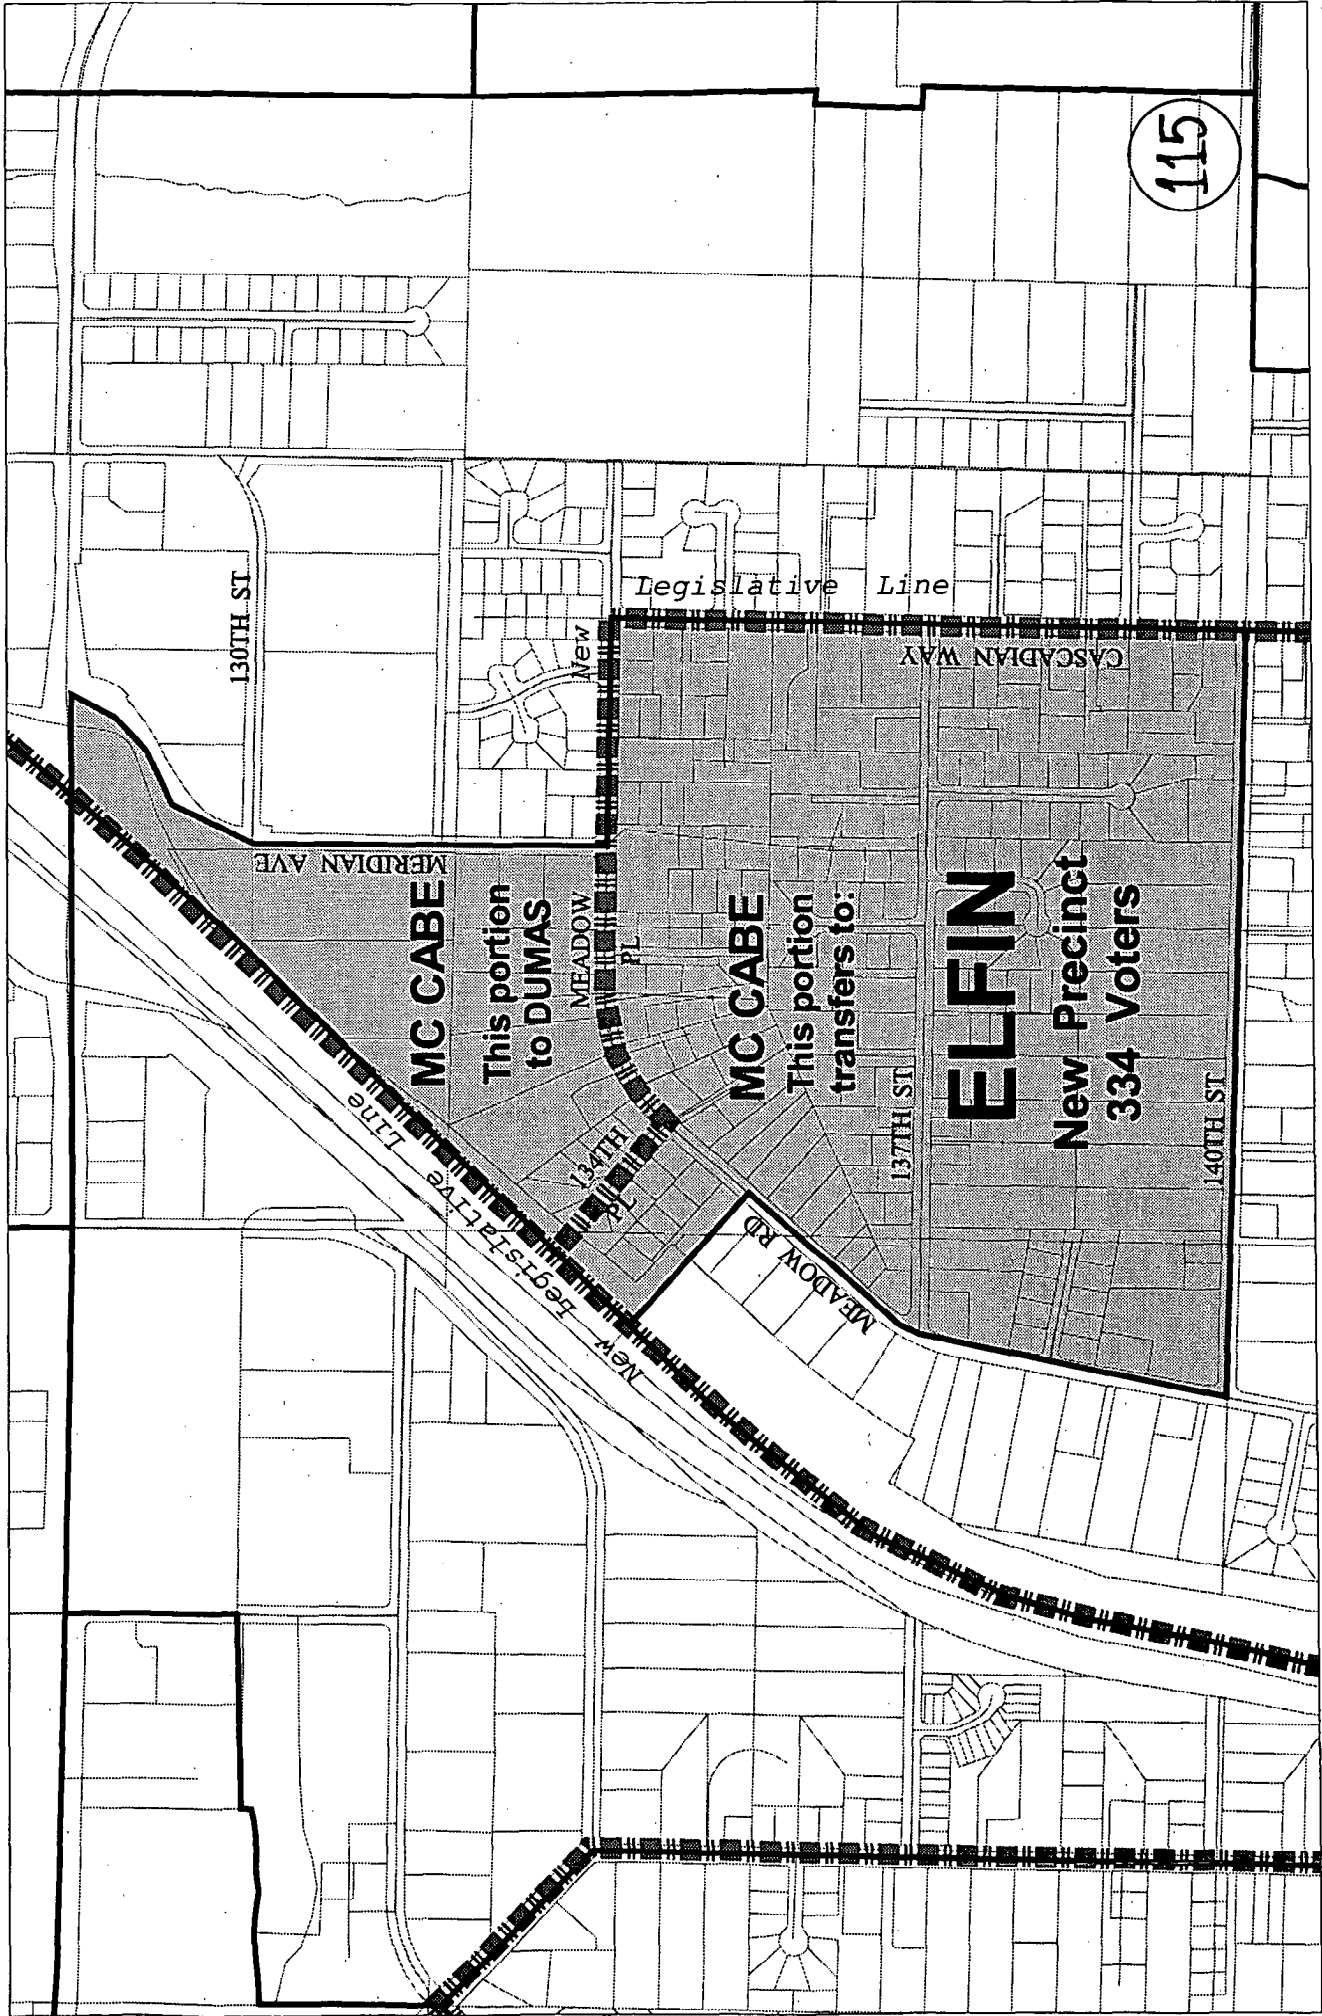 115
130TH ST
Legislative Line
New
CASCADIAN WAY
MERIDIAN AVE
MC CABE
This portion
to DUMAS
MEADOW
PL
MC CABE
This portion
transfers to:
ELFIN
New Precinct
334 Voters
134TH
PL
137TH ST
140TH ST
MEADOW RD
New Legislative Line